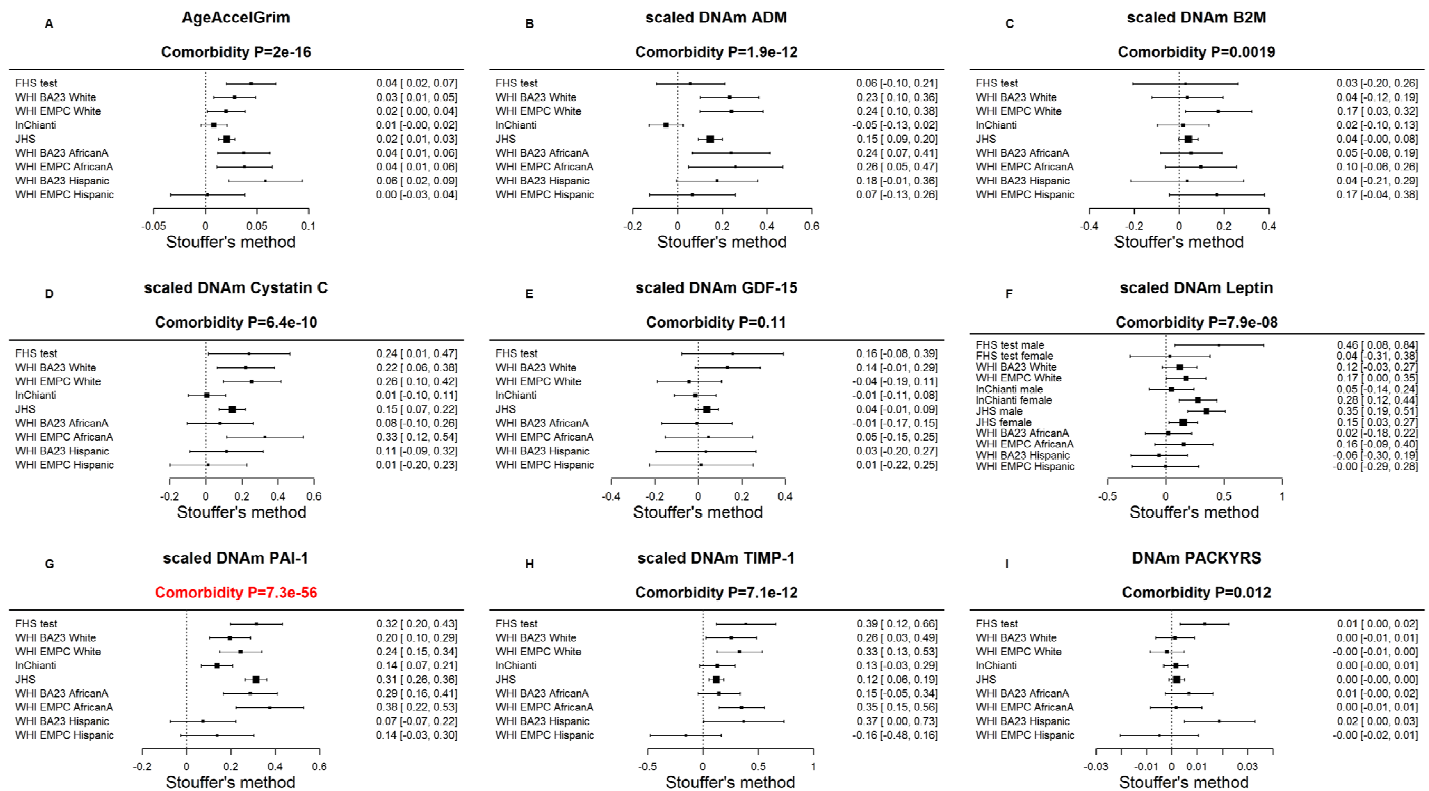 A
AgeAccelGrim
Comorbidity P=2e-16
FHS test 0.04 [ 0.02, 0.07]
WHI BA23 White 0.03 [ 0.01, 0.05]
WHI EMPC White 0.02 [ 0.00, 0.04]
InChianti 0.01 [-0.00, 0.02]
JHS 0.02 [ 0.01, 0.03]
WHI BA23 AfricanA 0.04 [ 0.01, 0.06]
WHI EMPC AfricanA 0.04 [ 0.01, 0.06]
WHI BA23 Hispanic 0.06 [ 0.02, 0.09]
WHI EMPC Hispanic 0.00 [-0.03, 0.04]
-0.05 0 0.05 0.1
Stouffer's method
B
scaled DNAm ADM
Comorbidity P=1.9e-12
FHS test 0.06 [-0.10, 0.21]
WHI BA23 White 0.23 [ 0.10, 0.36]
WHI EMPC White 0.24 [ 0.10, 0.38]
InChianti -0.05 [-0.13, 0.02]
JHS 0.15 [ 0.09, 0.20]
WHI BA23 AfricanA 0.24 [ 0.07, 0.41]
WHI EMPC AfricanA 0.26 [ 0.05, 0.47]
WHI BA23 Hispanic 0.18 [-0.01, 0.36]
WHI EMPC Hispanic 0.07 [-0.13, 0.26]
-0.2 0 0.2 0.4 0.6
Stouffer's method
C
scaled DNAm B2M
Comorbidity P=0.0019
FHS test 0.03 [-0.20, 0.26]
WHI BA23 White 0.04 [-0.12, 0.19]
WHI EMPC White 0.17 [ 0.03, 0.32]
InChianti 0.02 [-0.10, 0.13]
JHS 0.04 [-0.00, 0.08]
WHI BA23 AfricanA 0.05 [-0.08, 0.19]
WHI EMPC AfricanA 0.10 [-0.06, 0.26]
WHI BA23 Hispanic 0.04 [-0.21, 0.29]
WHI EMPC Hispanic 0.17 [-0.04, 0.38]
-0.4 -0.2 0 0.2 0.4
Stouffer's method
D
scaled DNAm Cystatin C
Comorbidity P=6.4e-10
FHS test 0.24 [ 0.01, 0.47]
WHI BA23 White 0.22 [ 0.06, 0.38]
WHI EMPC White 0.26 [ 0.10, 0.42]
InChianti 0.01 [-0.10, 0.11]
JHS 0.15 [ 0.07, 0.22]
WHI BA23 AfricanA 0.08 [-0.10, 0.26]
WHI EMPC AfricanA 0.33 [ 0.12, 0.54]
WHI BA23 Hispanic 0.11 [-0.09, 0.32]
WHI EMPC Hispanic 0.01 [-0.20, 0.23]
-0.2 0 0.2 0.4 0.6
Stouffer's method
E
scaled DNAm GDF-15
Comorbidity P=0.11
FHS test 0.16 [-0.08, 0.39]
WHI BA23 White 0.14 [-0.01, 0.29]
WHI EMPC White -0.04 [-0.19, 0.11]
InChianti -0.01 [-0.11, 0.08]
JHS 0.04 [-0.01, 0.09]
WHI BA23 AfricanA -0.01 [-0.17, 0.15]
WHI EMPC AfricanA 0.05 [-0.15, 0.25]
WHI BA23 Hispanic 0.03 [-0.20, 0.27]
WHI EMPC Hispanic 0.01 [-0.22, 0.25]
-0.4 -0.2 0 0.2 0.4
Stouffer's method
F
scaled DNAm Leptin
Comorbidity P=7.9e-08
FHS test male 0.46 [ 0.08, 0.84]
FHS test female 0.04 [-0.31, 0.38]
WHI BA23 White 0.12 [-0.03, 0.27]
WHI EMPC White 0.17 [ 0.00, 0.35]
InChianti male 0.05 [-0.14, 0.24]
InChianti female 0.28 [ 0.12, 0.44]
JHS male 0.35 [ 0.19, 0.51]
JHS female 0.15 [ 0.03, 0.27]
WHI BA23 AfricanA 0.02 [-0.18, 0.22]
WHI EMPC AfricanA 0.16 [-0.09, 0.40]
WHI BA23 Hispanic -0.06 [-0.30, 0.19]
WHI EMPC Hispanic -0.00 [-0.29, 0.28]
-0.5 0 0.5 1
Stouffer's method
G
scaled DNAm PAI-1
Comorbidity P=7.3e-56
FHS test 0.32 [ 0.20, 0.43]
WHI BA23 White 0.20 [ 0.10, 0.29]
WHI EMPC White 0.24 [ 0.15, 0.34]
InChianti 0.14 [ 0.07, 0.21]
JHS 0.31 [ 0.26, 0.36]
WHI BA23 AfricanA 0.29 [ 0.16, 0.41]
WHI EMPC AfricanA 0.38 [ 0.22, 0.53]
WHI BA23 Hispanic 0.07 [-0.07, 0.22]
WHI EMPC Hispanic 0.14 [-0.03, 0.30]
0 0.2 0.4 0.6
Stouffer's method
H
scaled DNAm TIMP-1
Comorbidity P=7.1e-12
FHS test 0.39 [ 0.12, 0.66]
WHI BA23 White 0.26 [ 0.03, 0.49]
WHI EMPC White 0.33 [ 0.13, 0.53]
InChianti 0.13 [-0.03, 0.29]
JHS 0.12 [ 0.06, 0.19]
WHI BA23 AfricanA 0.15 [-0.05, 0.34]
WHI EMPC AfricanA 0.35 [ 0.15, 0.56]
WHI BA23 Hispanic 0.37 [ 0.00, 0.73]
WHI EMPC Hispanic -0.16 [-0.48, 0.16]
-0.5 0 0.5 1
Stouffer's method
I
DNAm PACKYRS
Comorbidity P=0.012
FHS test 0.01 [ 0.00, 0.02]
WHI BA23 White 0.00 [-0.01, 0.01]
WHI EMPC White -0.00 [-0.01, 0.00]
InChianti 0.00 [-0.00, 0.01]
JHS 0.00 [-0.00, 0.00]
WHI BA23 AfricanA 0.01 [-0.00, 0.02]
WHI EMPC AfricanA 0.00 [-0.01, 0.01]
WHI BA23 Hispanic 0.02 [ 0.00, 0.03]
WHI EMPC Hispanic -0.00 [-0.02, 0.01]
-0.03 -0.01 0.01 0.03
Stouffer's method